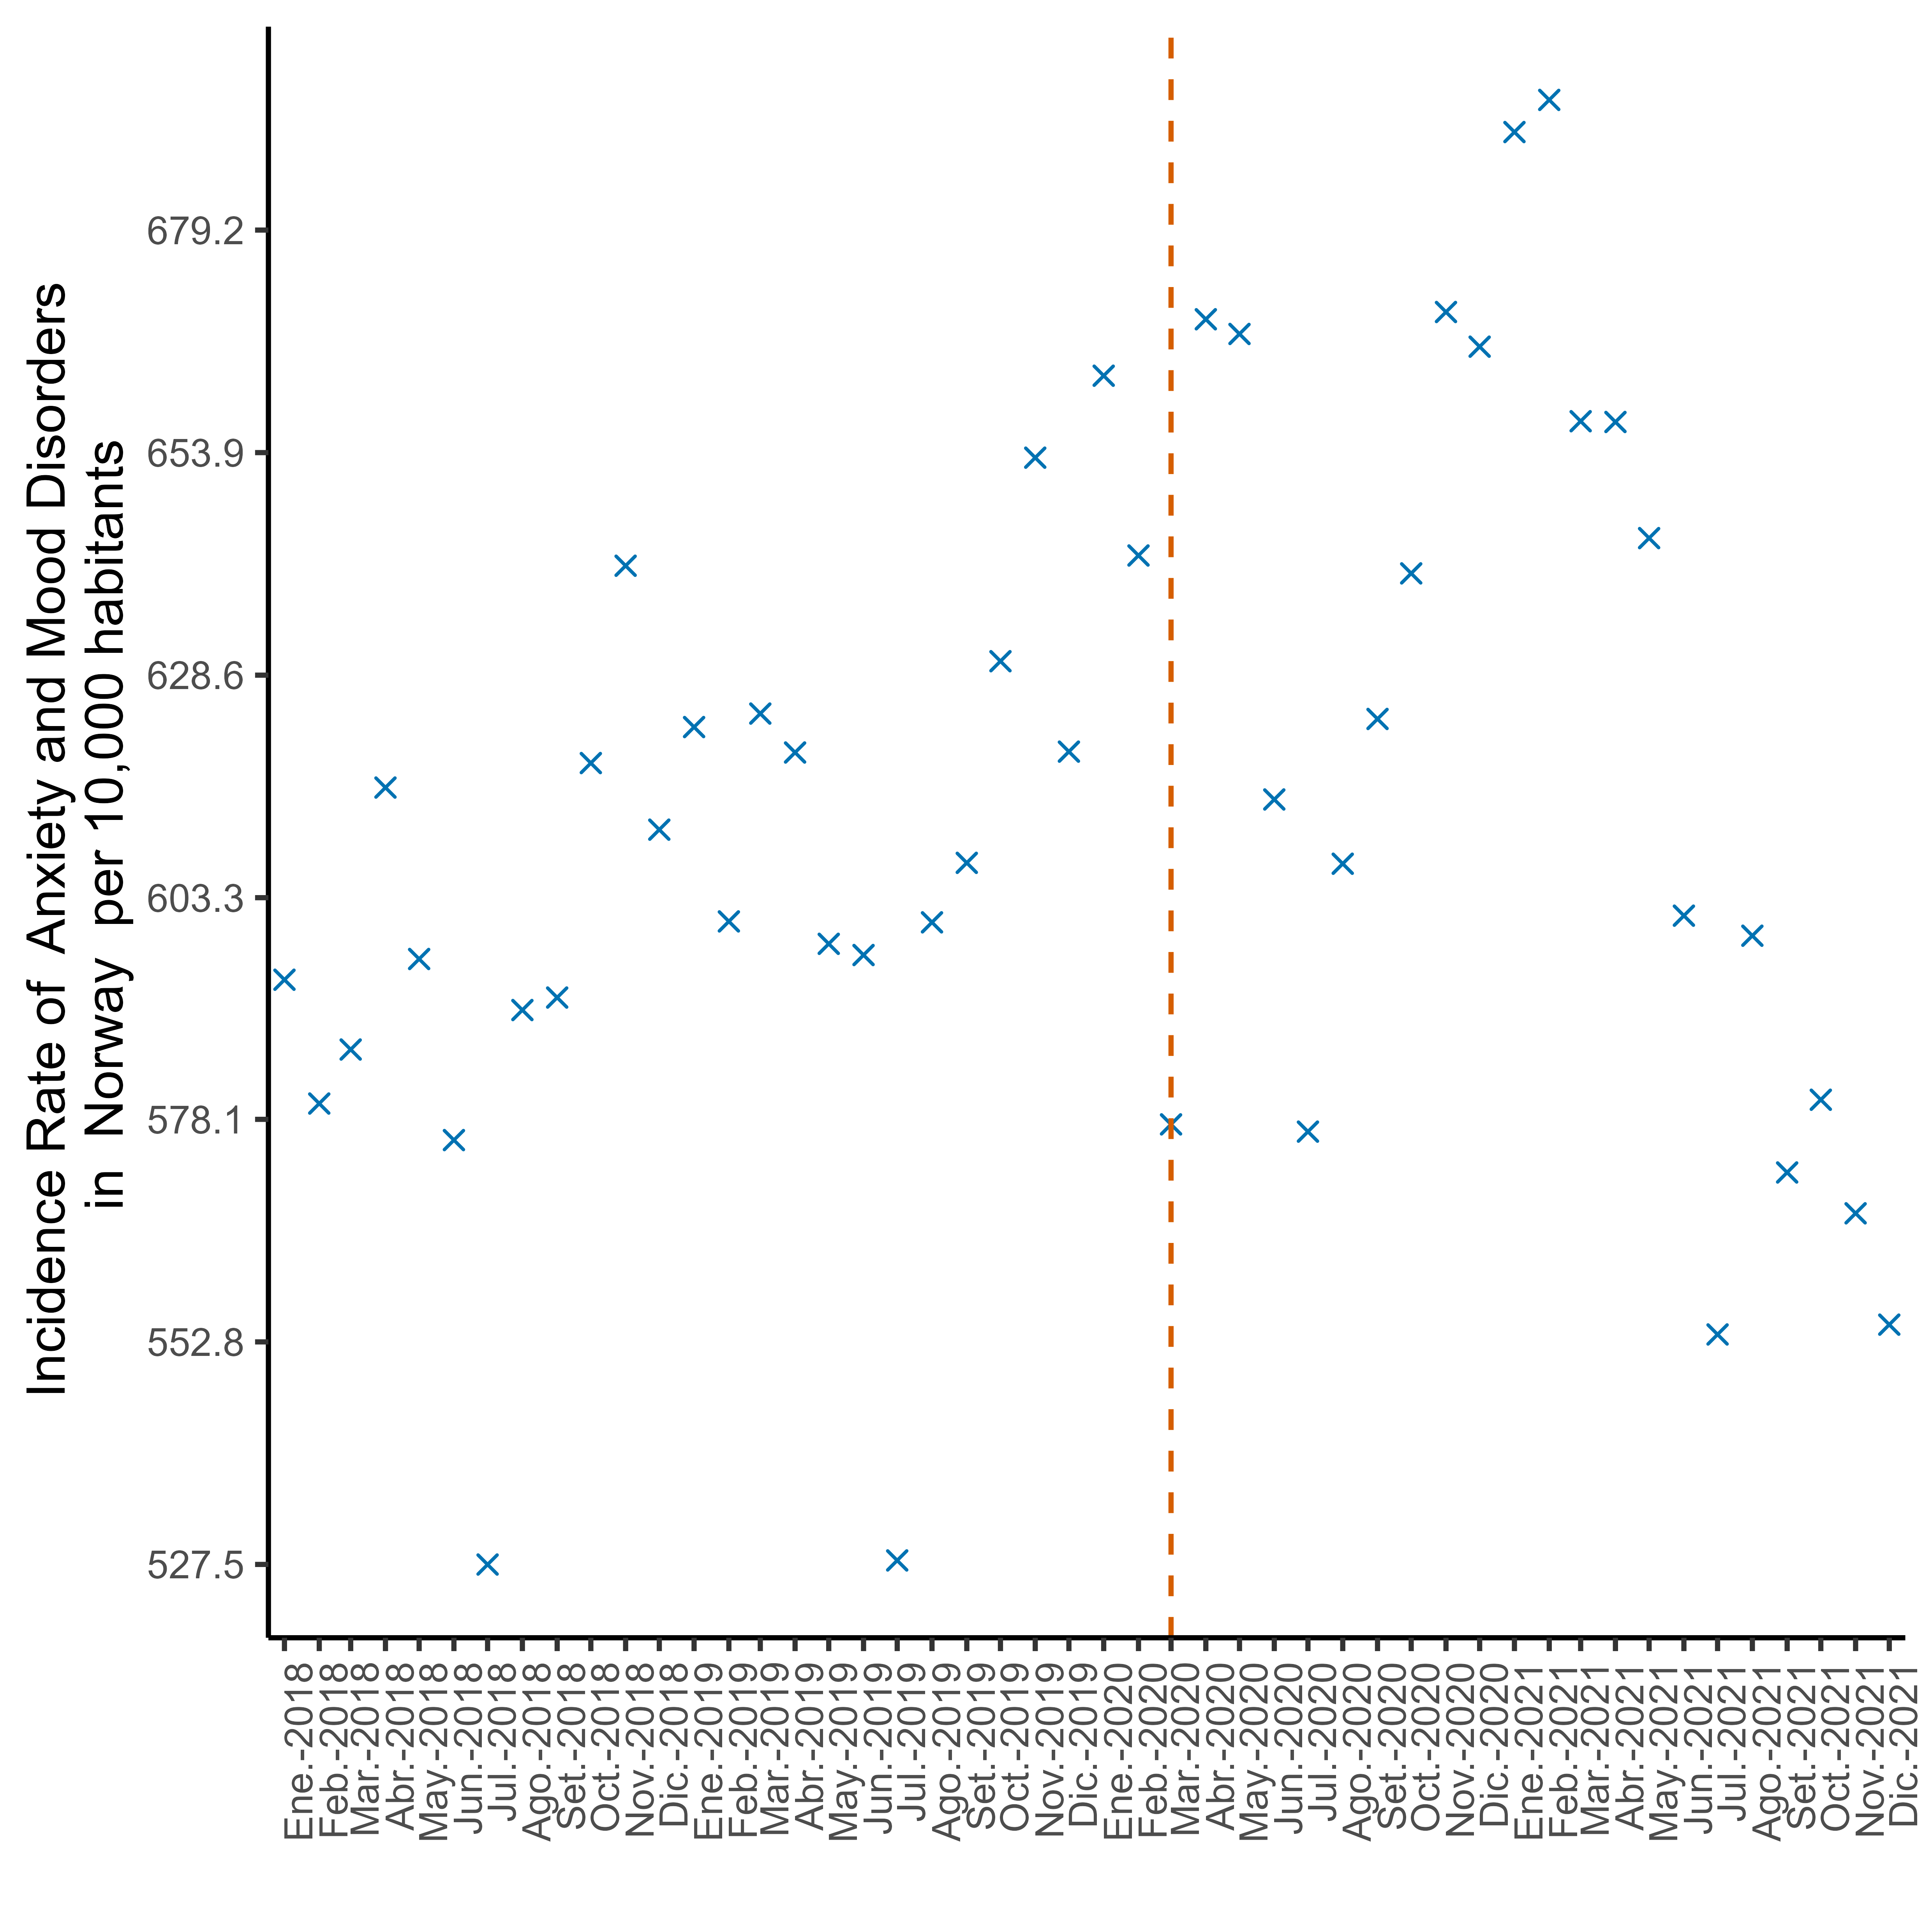 Incidence Rate of  Anxiety and Mood Disorders
in  Norway  per 10,000 habitants
679.2
653.9
628.6
603.3
578.1
552.8
527.5
Ene.-2018
Feb.-2018
Mar.-2018
Abr.-2018
May.-2018
Jun.-2018
Jul.-2018
Ago.-2018
Set.-2018
Oct.-2018
Nov.-2018
Dic.-2018
Ene.-2019
Feb.-2019
Mar.-2019
Abr.-2019
May.-2019
Jun.-2019
Jul.-2019
Ago.-2019
Set.-2019
Oct.-2019
Nov.-2019
Dic.-2019
Ene.-2020
Feb.-2020
Mar.-2020
Abr.-2020
May.-2020
Jun.-2020
Jul.-2020
Ago.-2020
Set.-2020
Oct.-2020
Nov.-2020
Dic.-2020
Ene.-2021
Feb.-2021
Mar.-2021
Abr.-2021
May.-2021
Jun.-2021
Jul.-2021
Ago.-2021
Set.-2021
Oct.-2021
Nov.-2021
Dic.-2021